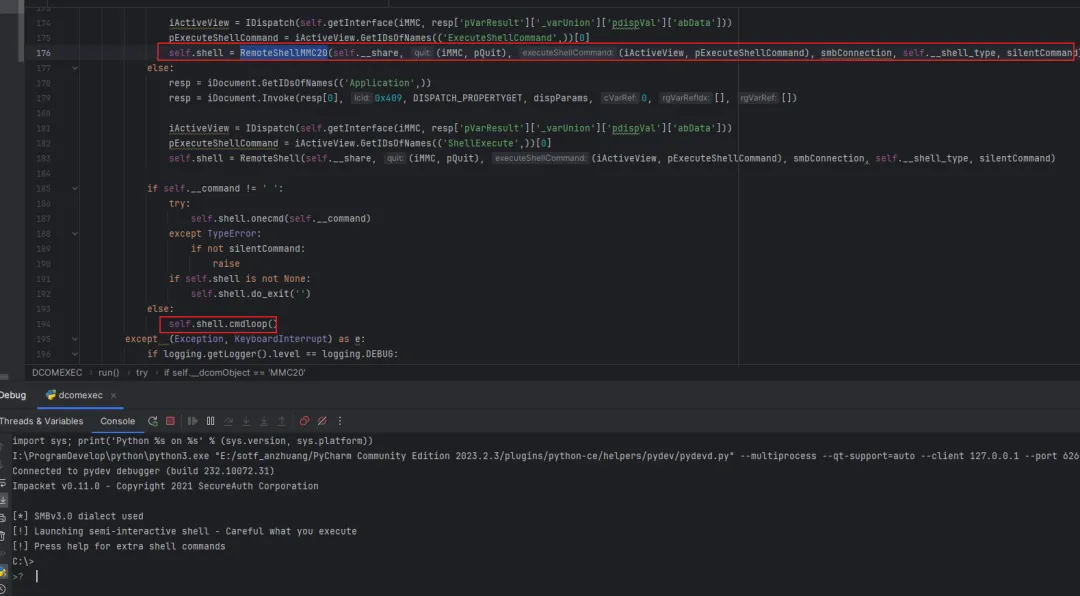 174 iActiveView = IDispatch(self.getInterface(iMMC, resp['pVarResult']['_varUnion']['pdispVal']['abData']))
175 pExecuteShellCommand = iActiveView.GetIDsOfNames(('ExecuteShellCommand',))[0]
176 self.shell = RemoteShellMMC20(self.__share, quit: (iMMC, pQuit), executeShellCommand: (iActiveView, pExecuteShellCommand), smbConnection, self.__shell_type, silentCommand
177 else:
178 resp = iDocument.GetIDsOfNames(('Application',))
179 resp = iDocument.Invoke(resp[0], lcid: 0x409, DISPATCH_PROPERTYGET, dispParams, cVarRef: 0, rgVarRefIdx: [], rgVarRef: [])
180
181 iActiveView = IDispatch(self.getInterface(iMMC, resp['pVarResult']['_varUnion']['pdispVal']['abData']))
182 pExecuteShellCommand = iActiveView.GetIDsOfNames(('ShellExecute',))[0]
183 self.shell = RemoteShell(self.__share, quit: (iMMC, pQuit), executeShellCommand: (iActiveView, pExecuteShellCommand), smbConnection, self.__shell_type, silentCommand)
184
185 if self.__command != ' ':
186 try:
187 self.shell.onecmd(self.__command)
188 except TypeError:
189 if not silentCommand:
190 raise
191 if self.shell is not None:
192 self.shell.do_exit('')
193 else:
194 self.shell.cmdloop()
195 except (Exception, KeyboardInterrupt) as e:
196 if logging.getLogger().level == logging.DEBUG:
DCOMEXEC › run() › try › if self.__dcomObject == 'MMC20'
Debug dcomexec ×
Threads & Variables Console
import sys; print('Python %s on %s' % (sys.version, sys.platform))
I:\ProgramDevelop\python\python3.exe "E:/sotf_anzhuang/PyCharm Community Edition 2023.2.3/plugins/python-ce/helpers/pydev/pydevd.py" --multiprocess --qt-support=auto --client 127.0.0.1 --port 626
Connected to pydev debugger (build 232.10072.31)
Impacket v0.11.0 - Copyright 2021 SecureAuth Corporation
[*] SMBv3.0 dialect used
[!] Launching semi-interactive shell - Careful what you execute
[!] Press help for extra shell commands
C:\>
>?